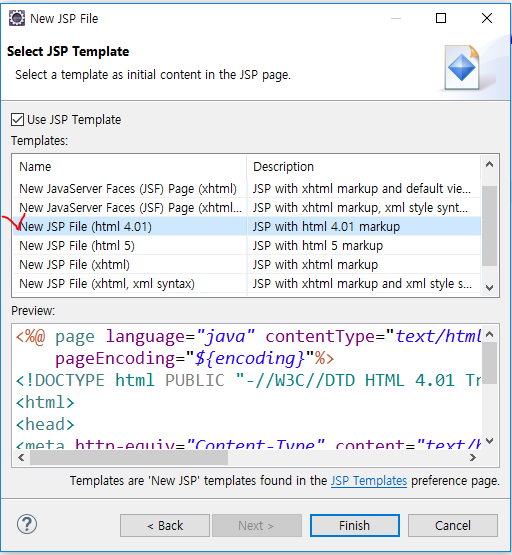 New JSP File
Select JSP Template
Select a template as initial content in the JSP page.
Use JSP Template
Templates:
Name Description
New JavaServer Faces (JSF) Page (xhtml) JSP with xhtml markup and default vie...
New JavaServer Faces (JSF) Page (xhtml... JSP with xhtml markup, xml style synt...
New JSP File (html 4.01) JSP with html 4.01 markup
New JSP File (html 5) JSP with html 5 markup
New JSP File (xhtml) JSP with xhtml markup
New JSP File (xhtml, xml syntax) JSP with xhtml markup and xml style s...
Preview:
<%@ page language="java" contentType="text/html
pageEncoding="${encoding}"%>
<!DOCTYPE html PUBLIC "-//W3C//DTD HTML 4.01 Tr
<html>
<head>
<meta http-equiv="Content-Type" content="text/h
Templates are 'New JSP' templates found in the JSP Templates preference page.
? < Back Next > Finish Cancel